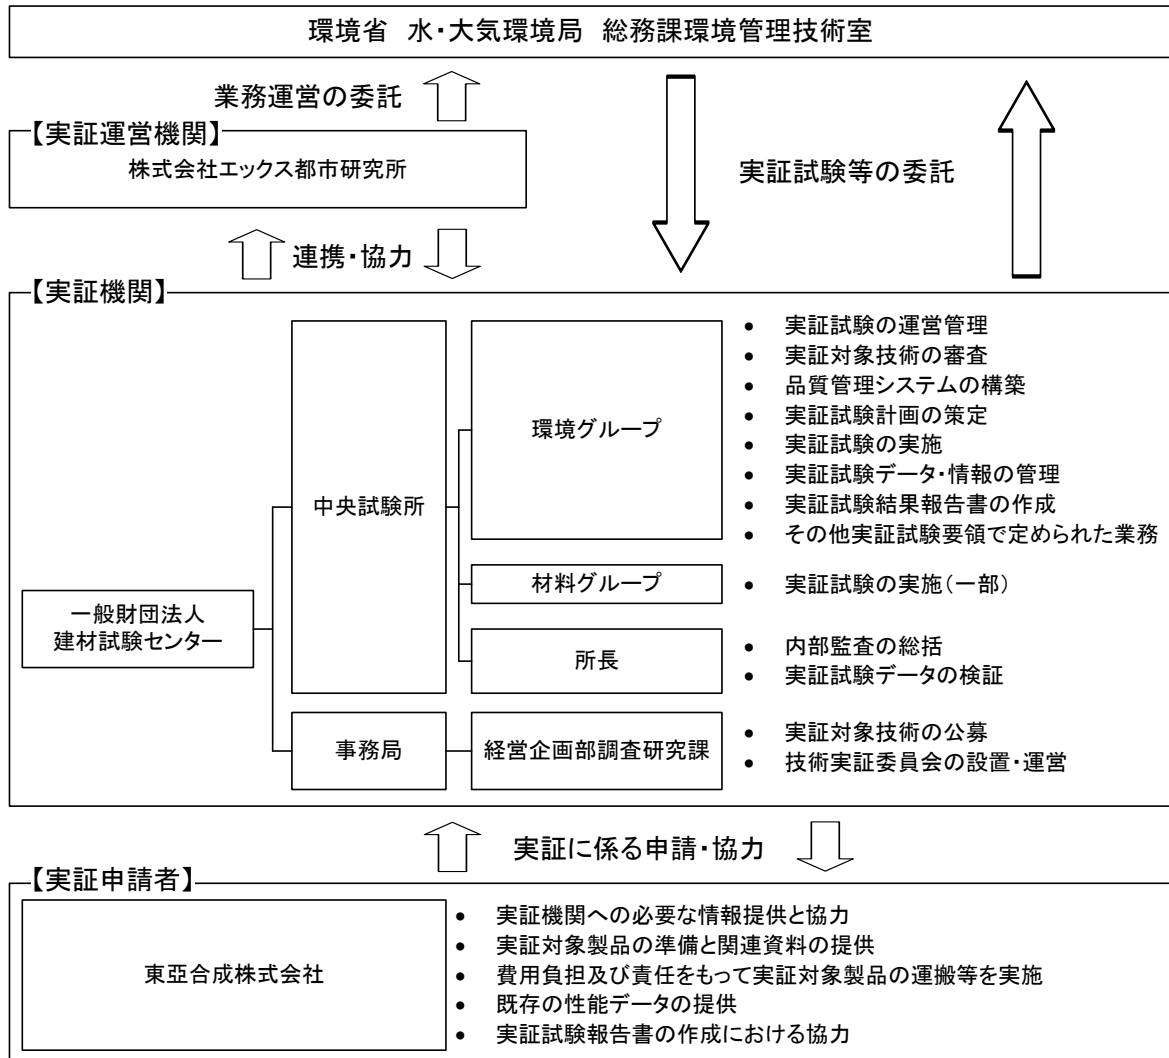 環境省　水・大気環境局　総務課環境管理技術室
業務運営の委託
【実証運営機関】
株式会社エックス都市研究所
実証試験等の委託
連携・協力
【実証機関】
一般財団法人
建材試験センター
中央試験所
環境グループ
• 実証試験の運営管理
• 実証対象技術の審査
• 品質管理システムの構築
• 実証試験計画の策定
• 実証試験の実施
• 実証試験データ・情報の管理
• 実証試験結果報告書の作成
• その他実証試験要領で定められた業務
材料グループ
• 実証試験の実施（一部）
所長
• 内部監査の総括
• 実証試験データの検証
事務局
経営企画部調査研究課
• 実証対象技術の公募
• 技術実証委員会の設置・運営
実証に係る申請・協力
【実証申請者】
東亞合成株式会社
• 実証機関への必要な情報提供と協力
• 実証対象製品の準備と関連資料の提供
• 費用負担及び責任をもって実証対象製品の運搬等を実施
• 既存の性能データの提供
• 実証試験報告書の作成における協力